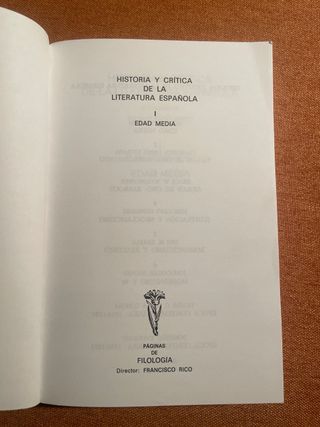 HISTORIA Y CRÍTICA
DE LA
LITERATURA ESPAÑOLA
I
EDAD MEDIA
PÁGINAS
DE
FILOLOGÍA
Director: FRANCISCO RICO